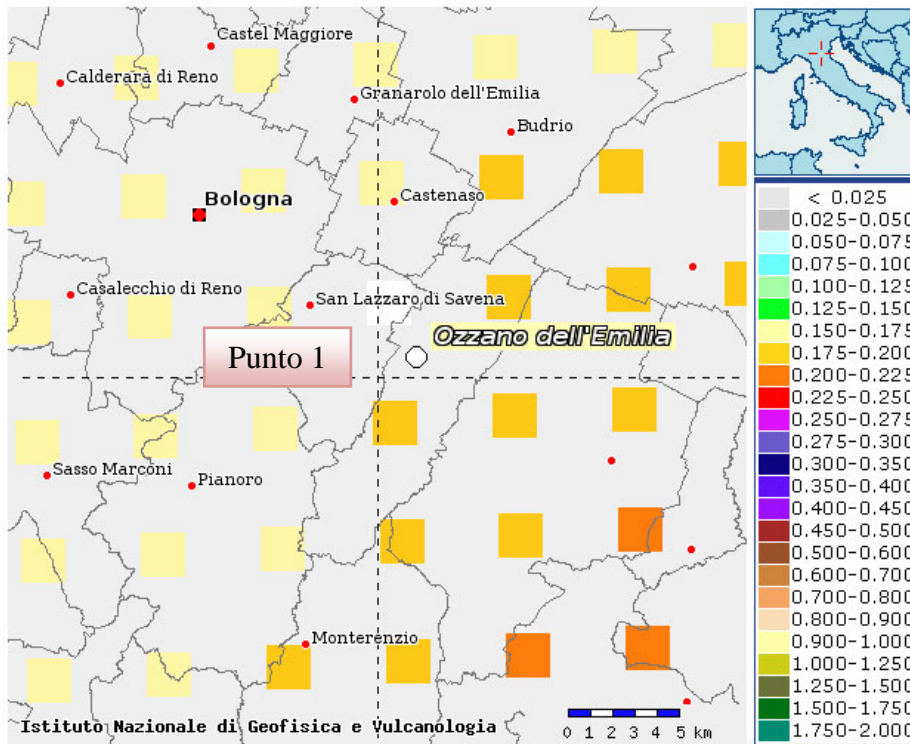 Castel Maggiore
Calderara di Reno
Granarolo dell'Emilia
Budrio
Bologna
Castenaso
Casalecchio di Reno
San Lazzaro di Savena
Ozzano dell'Emilia
Punto 1
Sasso Marconi
Pianoro
Monterenzio
Istituto Nazionale di Geofisica e Vulcanologia
0 1 2 3 4 5 km
< 0.025
0.025-0.050
0.050-0.075
0.075-0.100
0.100-0.125
0.125-0.150
0.150-0.175
0.175-0.200
0.200-0.225
0.225-0.250
0.250-0.275
0.275-0.300
0.300-0.350
0.350-0.400
0.400-0.450
0.450-0.500
0.500-0.600
0.600-0.700
0.700-0.800
0.800-0.900
0.900-1.000
1.000-1.250
1.250-1.500
1.500-1.750
1.750-2.000